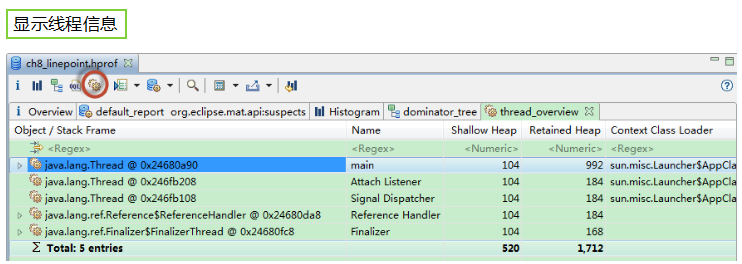 显示线程信息
ch8_linepoint.hprof
i Overview default_report org.eclipse.mat.api:suspects Histogram dominator_tree thread_overview
Object / Stack Frame Name Shallow Heap Retained Heap Context Class Loader
<Regex> <Regex> <Numeric> <Numeric> <Regex>
java.lang.Thread @ 0x24680a90 main 104 992 sun.misc.Launcher$AppCla
java.lang.Thread @ 0x246fb208 Attach Listener 104 184 sun.misc.Launcher$AppCla
java.lang.Thread @ 0x246fb108 Signal Dispatcher 104 184 sun.misc.Launcher$AppCla
java.lang.ref.Reference$ReferenceHandler @ 0x24680da8 Reference Handler 104 184
java.lang.ref.Finalizer$FinalizerThread @ 0x24680fc8 Finalizer 104 168
Σ Total: 5 entries 520 1,712